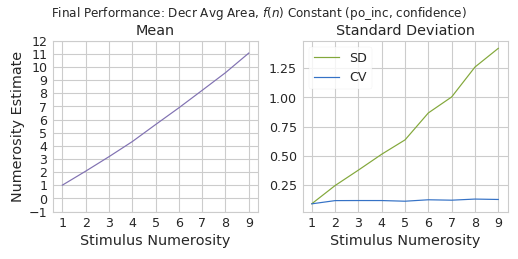 Final Performance: Decr Avg Area, f(n) Constant (po_inc, confidence)
Mean
Numerosity Estimate
12
11
10
9
8
7
6
5
4
3
2
1
0
−1
1 2 3 4 5 6 7 8 9
Stimulus Numerosity
Standard Deviation
SD
CV
1.25
1.00
0.75
0.50
0.25
1 2 3 4 5 6 7 8 9
Stimulus Numerosity